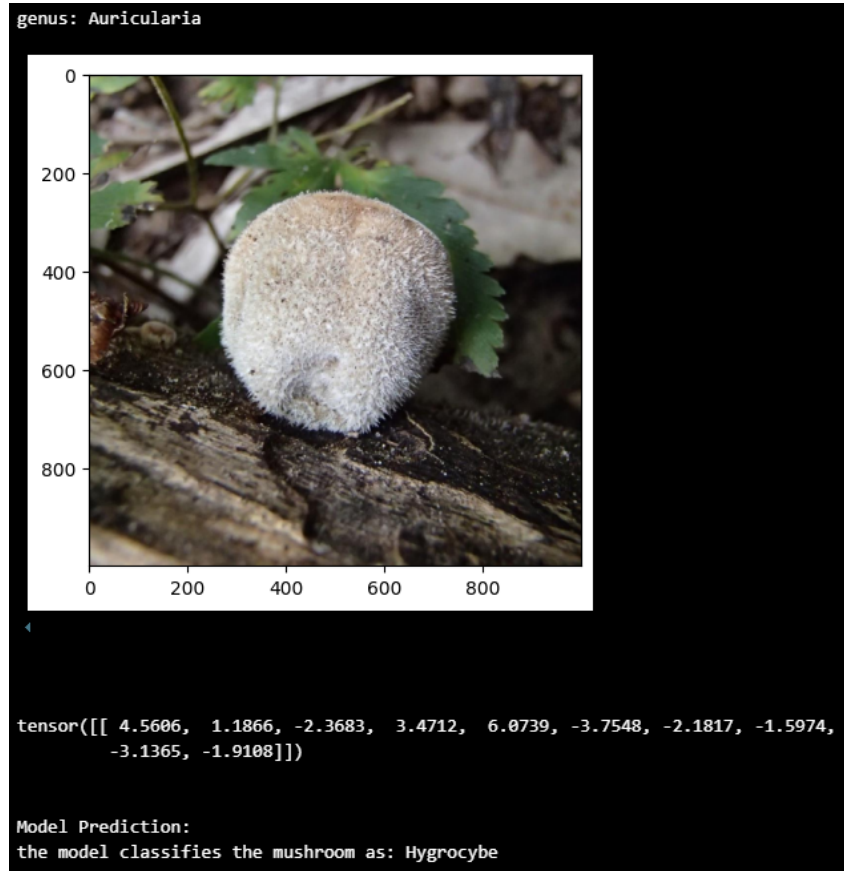 genus: Auricularia
0
200
400
600
800
0 200 400 600 800
tensor([[ 4.5606,  1.1866, -2.3683,  3.4712,  6.0739, -3.7548, -2.1817, -1.5974,
-3.1365, -1.9108]])
Model Prediction:
the model classifies the mushroom as: Hygrocybe